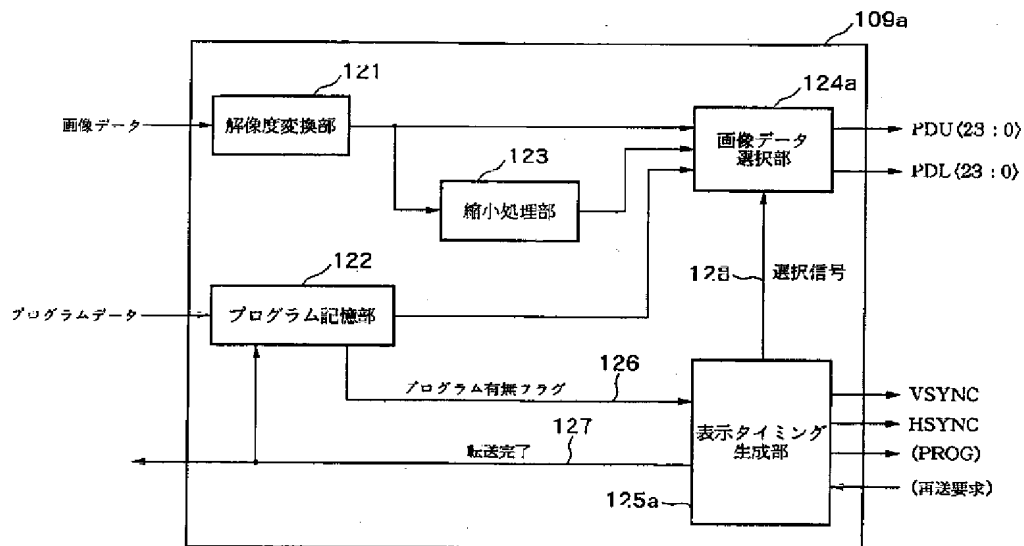 109a
121
124a
画像データ
解像度変換部
画像データ
選択部
PDU(23:0)
PDL(23:0)
123
縮小処理部
122
128
選択信号
プログラムデータ
プログラム記憶部
プログラム有無フラグ
126
VSYNC
HSYNC
表示タイミング
生成部
(PROG)
転送完了
127
(再送要求)
125a